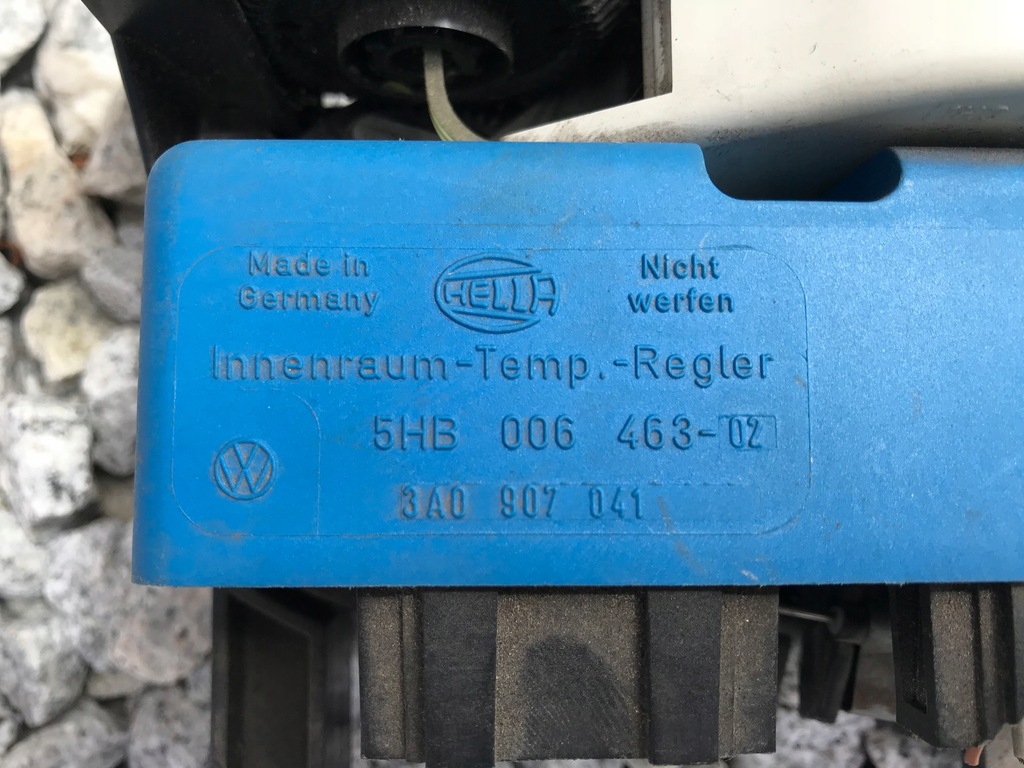 Made in
Germany
HELLA
Nicht
werfen
Innenraum-Temp.-Regler
5HB 006 463-02
VW
3A0 907 041